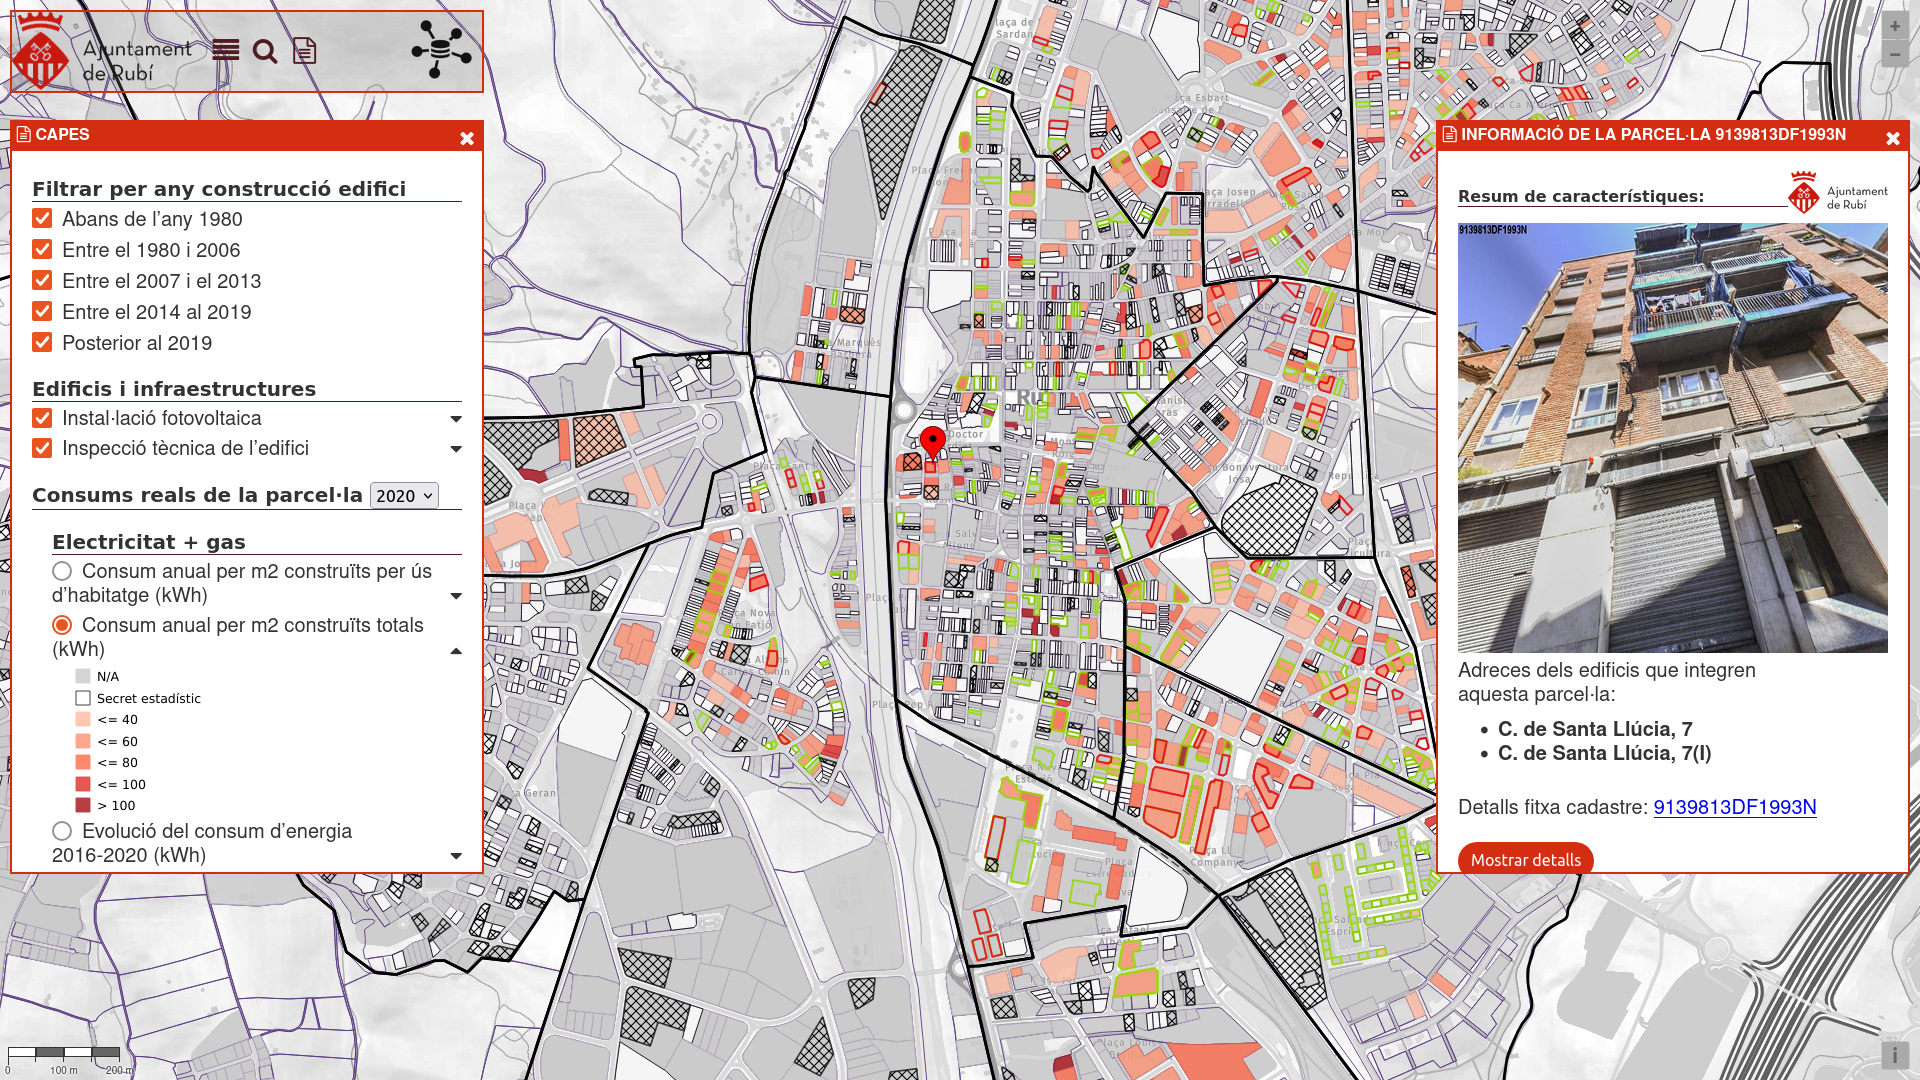 Ajuntament
de Rubí
CAPES
Filtrar per any construcció edifici
Abans de l'any 1980
Entre el 1980 i 2006
Entre el 2007 i el 2013
Entre el 2014 al 2019
Posterior al 2019
Edificis i infraestructures
Instal·lació fotovoltaica
Inspecció tècnica de l'edifici
Consums reals de la parcel·la 2020
Electricitat + gas
Consum anual per m2 construïts per ús
d'habitatge (kWh)
Consum anual per m2 construïts totals
(kWh)
N/A
Secret estadístic
<= 40
<= 60
<= 80
<= 100
> 100
Evolució del consum d'energia
2016-2020 (kWh)
0 100 m 200 m
Doctor
INFORMACIÓ DE LA PARCEL·LA 9139813DF1993N
Resum de característiques:
Ajuntament
de Rubí
9139813DF1993N
Adreces dels edificis que integren
aquesta parcel·la:
• C. de Santa Llúcia, 7
• C. de Santa Llúcia, 7(I)
Detalls fitxa cadastre: 9139813DF1993N
Mostrar detalls
+
−
i